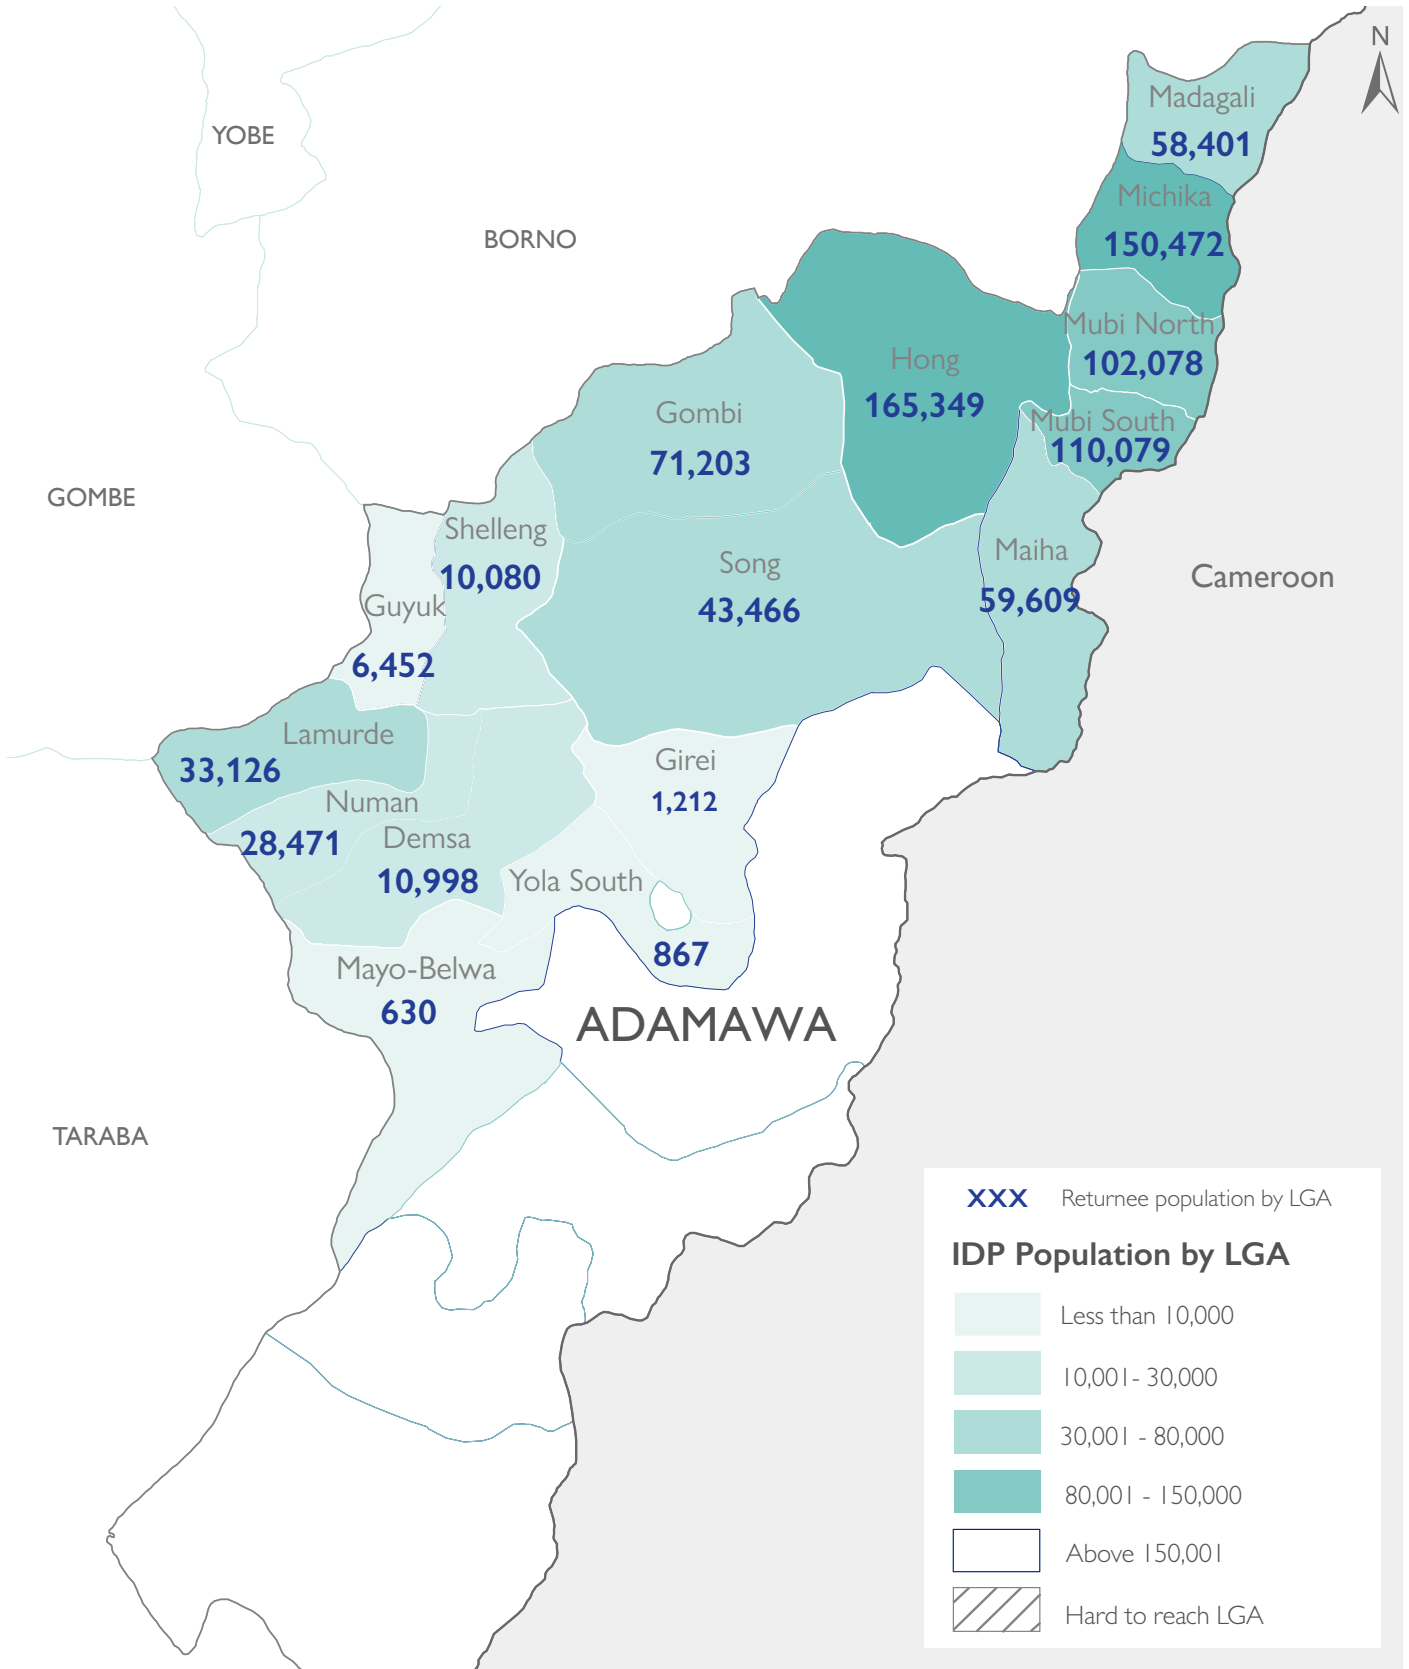 N
Madagali
58,401
YOBE
Michika
150,472
BORNO
Mubi North
102,078
Hong
165,349
Gombi
71,203
Mubi South
110,079
GOMBE
Shelleng
10,080
Song
43,466
Maiha
59,609
Cameroon
Guyuk
6,452
Lamurde
33,126
Girei
1,212
Numan
28,471
Demsa
10,998
Yola South
867
Mayo-Belwa
630
ADAMAWA
TARABA
XXX Returnee population by LGA
IDP Population by LGA
Less than 10,000
10,001- 30,000
30,001 - 80,000
80,001 - 150,000
Above 150,001
Hard to reach LGA